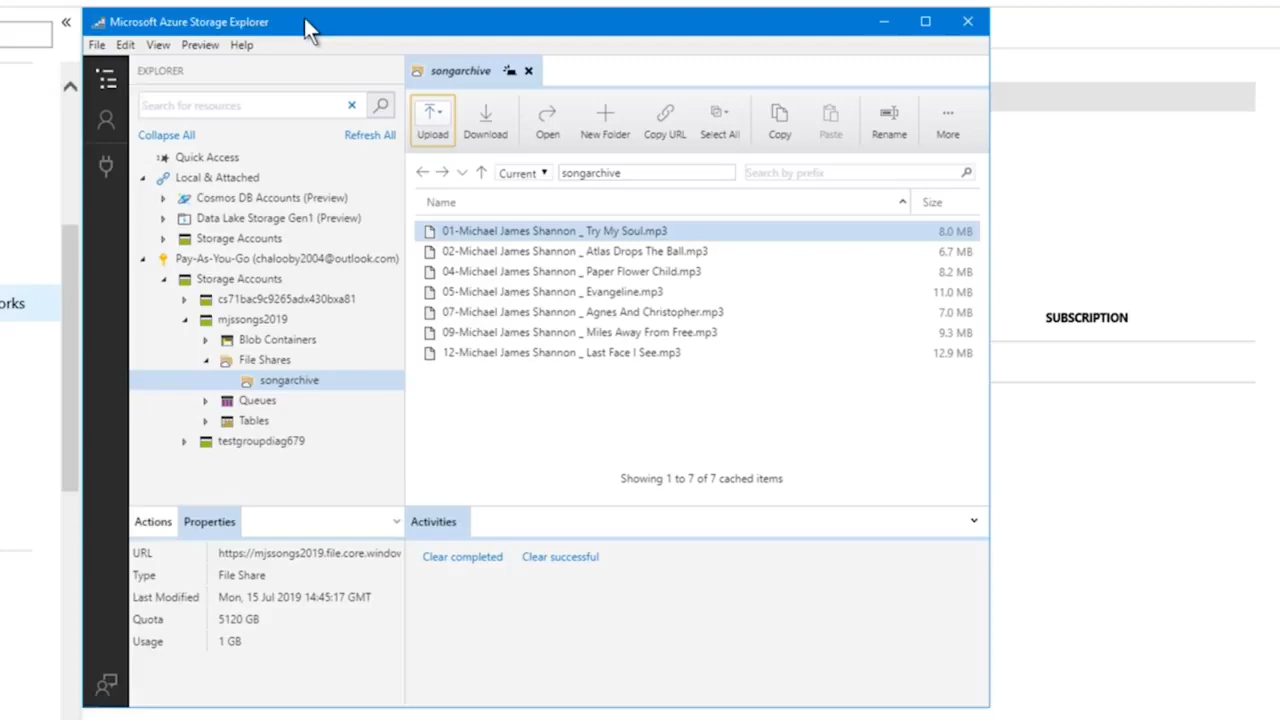 «
Microsoft Azure Storage Explorer
File Edit View Preview Help
EXPLORER
Search for resources
Collapse All Refresh All
Quick Access
Local & Attached
Cosmos DB Accounts (Preview)
Data Lake Storage Gen1 (Preview)
Storage Accounts
Pay-As-You-Go (chalooby2004@outlook.com)
Storage Accounts
cs71bac9c9265adx430bxa81
mjssongs2019
Blob Containers
File Shares
songarchive
Queues
Tables
testgroupdiag679
orks
songarchive
Upload Download Open New Folder Copy URL Select All Copy Paste Rename More
Current songarchive Search by prefix
Name Size
01-Michael James Shannon _ Try My Soul.mp3 8.0 MB
02-Michael James Shannon _ Atlas Drops The Ball.mp3 6.7 MB
04-Michael James Shannon _ Paper Flower Child.mp3 8.2 MB
05-Michael James Shannon _ Evangeline.mp3 11.0 MB
07-Michael James Shannon _ Agnes And Christopher.mp3 7.0 MB
09-Michael James Shannon _ Miles Away From Free.mp3 9.3 MB
12-Michael James Shannon _ Last Face I See.mp3 12.9 MB
Showing 1 to 7 of 7 cached items
SUBSCRIPTION
Actions Properties
URL https://mjssongs2019.file.core.window
Type File Share
Last Modified Mon, 15 Jul 2019 14:45:17 GMT
Quota 5120 GB
Usage 1 GB
Activities
Clear completed Clear successful